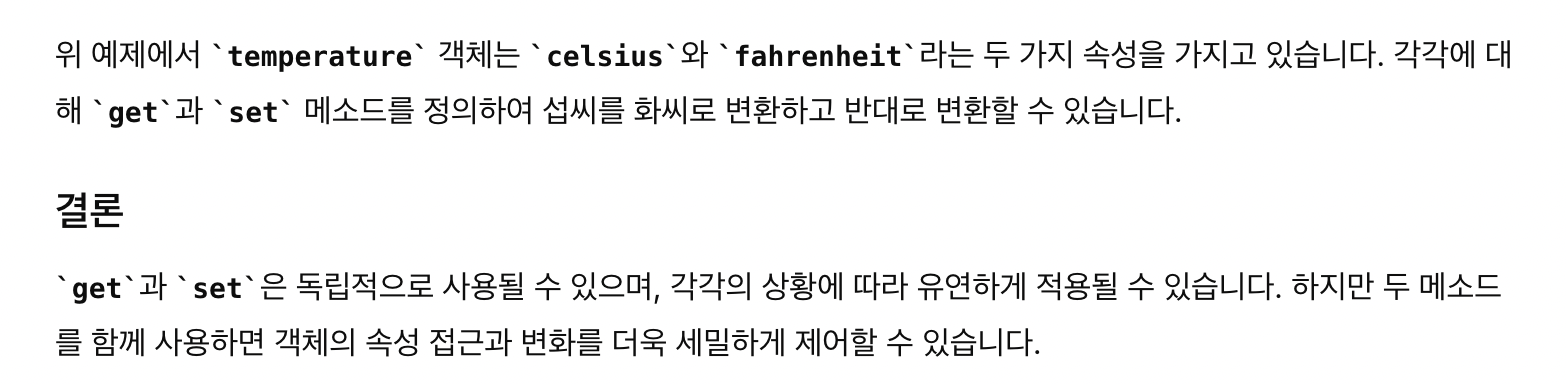 위 예제에서 `temperature` 객체는 `celsius`와 `fahrenheit`라는 두 가지 속성을 가지고 있습니다. 각각에 대
해 `get`과 `set` 메소드를 정의하여 섭씨를 화씨로 변환하고 반대로 변환할 수 있습니다.
결론
`get`과 `set`은 독립적으로 사용될 수 있으며, 각각의 상황에 따라 유연하게 적용될 수 있습니다. 하지만 두 메소드
를 함께 사용하면 객체의 속성 접근과 변화를 더욱 세밀하게 제어할 수 있습니다.